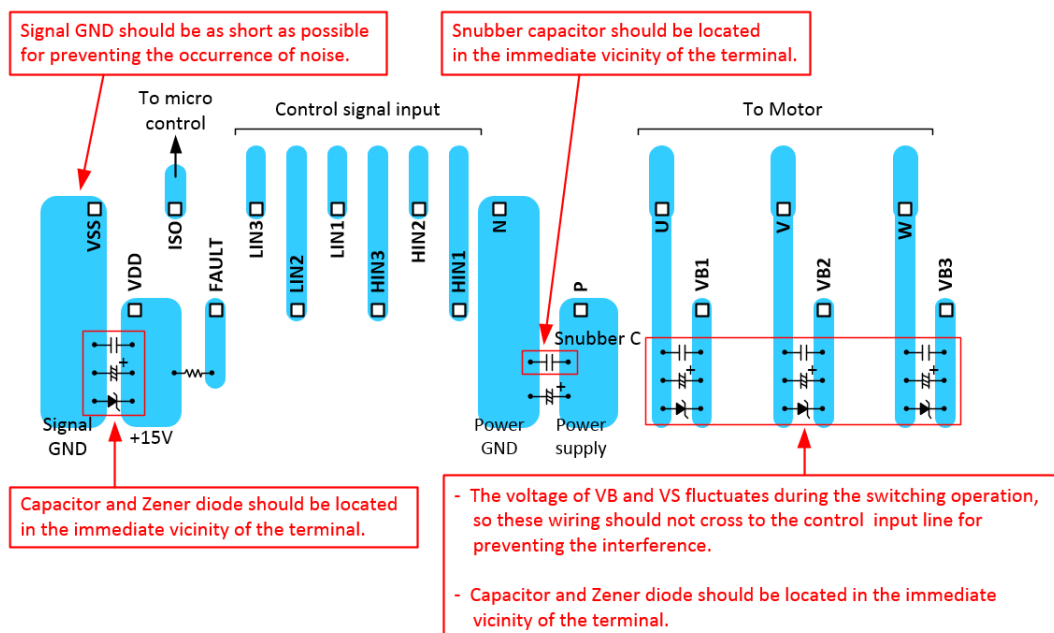 Signal GND should be as short as possible
for preventing the occurrence of noise.
Snubber capacitor should be located
in the immediate vicinity of the terminal.
To micro
control
Control signal input
To Motor
VSS
VDD
ISO
FAULT
LIN3
LIN2
LIN1
HIN3
HIN2
HIN1
N
P
U
VB1
V
VB2
W
VB3
Snubber C
+
+
+
+
+
Signal
GND
+15V
Power
GND
Power
supply
Capacitor and Zener diode should be located
in the immediate vicinity of the terminal.
- The voltage of VB and VS fluctuates during the switching operation,
so these wiring should not cross to the control input line for
preventing the interference.
- Capacitor and Zener diode should be located in the immediate
vicinity of the terminal.